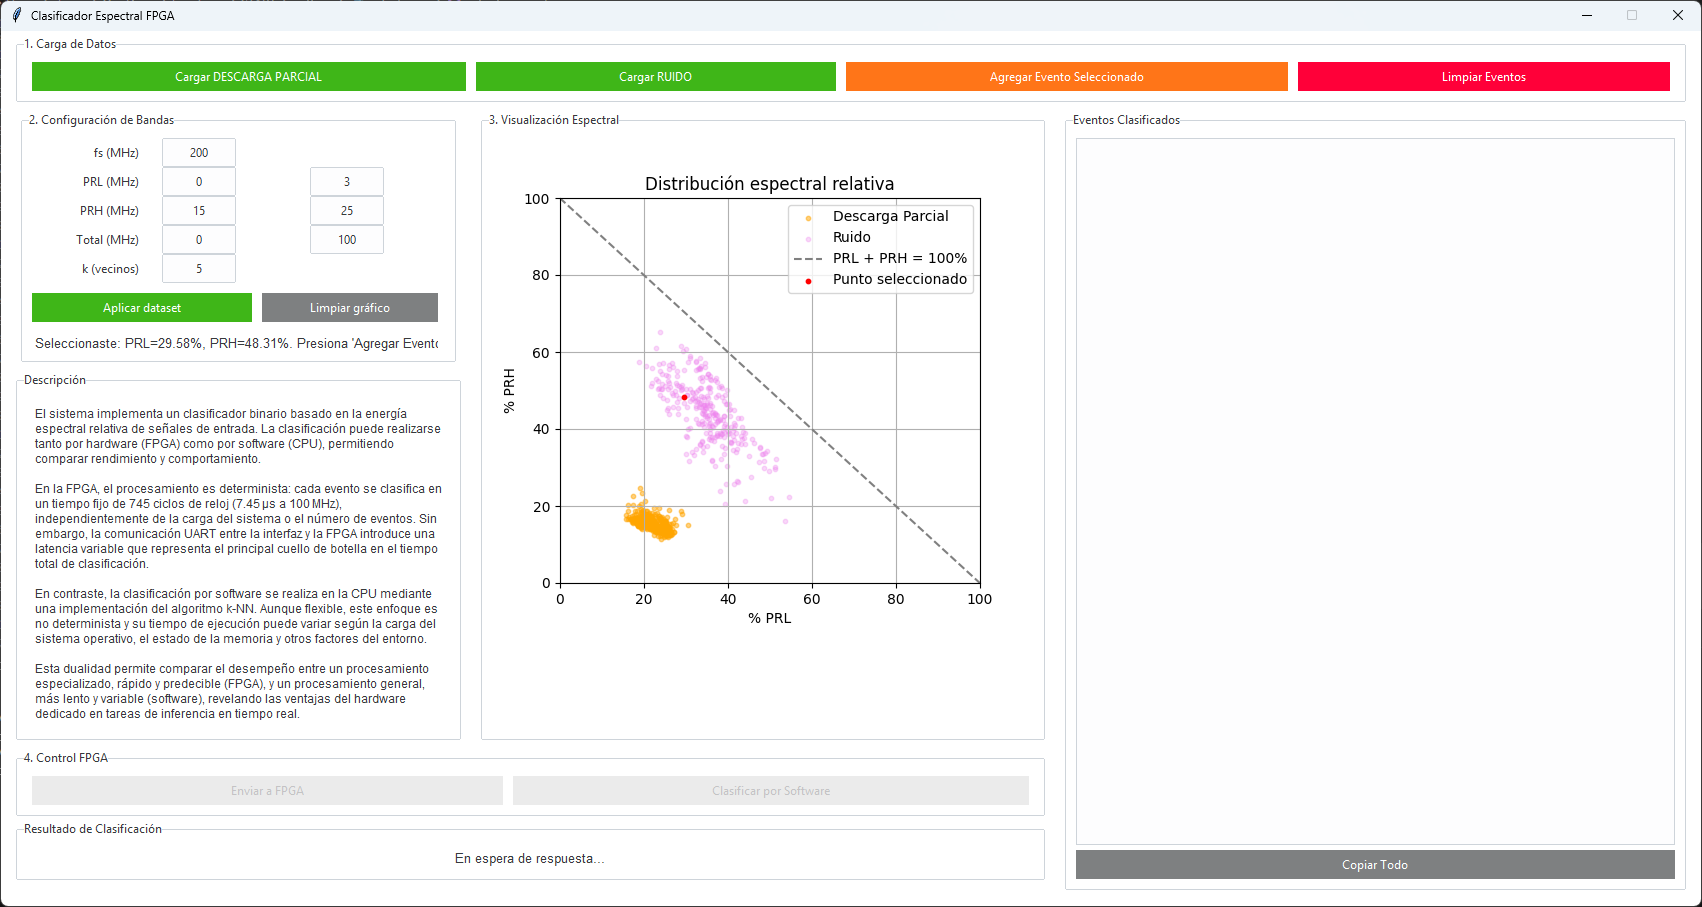 Clasificador Espectral FPGA
1. Carga de Datos
Cargar DESCARGA PARCIAL
Cargar RUIDO
Agregar Evento Seleccionado
Limpiar Eventos
2. Configuración de Bandas
fs (MHz)
200
PRL (MHz)
0
3
PRH (MHz)
15
25
Total (MHz)
0
100
k (vecinos)
5
Aplicar dataset
Limpiar gráfico
Seleccionaste: PRL=29.58%, PRH=48.31%. Presiona 'Agregar Evento
Descripción
El sistema implementa un clasificador binario basado en la energía
espectral relativa de señales de entrada. La clasificación puede realizarse
tanto por hardware (FPGA) como por software (CPU), permitiendo
comparar rendimiento y comportamiento.
En la FPGA, el procesamiento es determinista: cada evento se clasifica en
un tiempo fijo de 745 ciclos de reloj (7.45 µs a 100 MHz),
independientemente de la carga del sistema o el número de eventos. Sin
embargo, la comunicación UART entre la interfaz y la FPGA introduce una
latencia variable que representa el principal cuello de botella en el tiempo
total de clasificación.
En contraste, la clasificación por software se realiza en la CPU mediante
una implementación del algoritmo k-NN. Aunque flexible, este enfoque es
no determinista y su tiempo de ejecución puede variar según la carga del
sistema operativo, el estado de la memoria y otros factores del entorno.
Esta dualidad permite comparar el desempeño entre un procesamiento
especializado, rápido y predecible (FPGA), y un procesamiento general,
más lento y variable (software), revelando las ventajas del hardware
dedicado en tareas de inferencia en tiempo real.
3. Visualización Espectral
Distribución espectral relativa
Descarga Parcial
Ruido
PRL + PRH = 100%
Punto seleccionado
% PRH
100
80
60
40
20
0
0
20
40
60
80
100
% PRL
4. Control FPGA
Enviar a FPGA
Clasificar por Software
Resultado de Clasificación
En espera de respuesta...
Eventos Clasificados
Copiar Todo